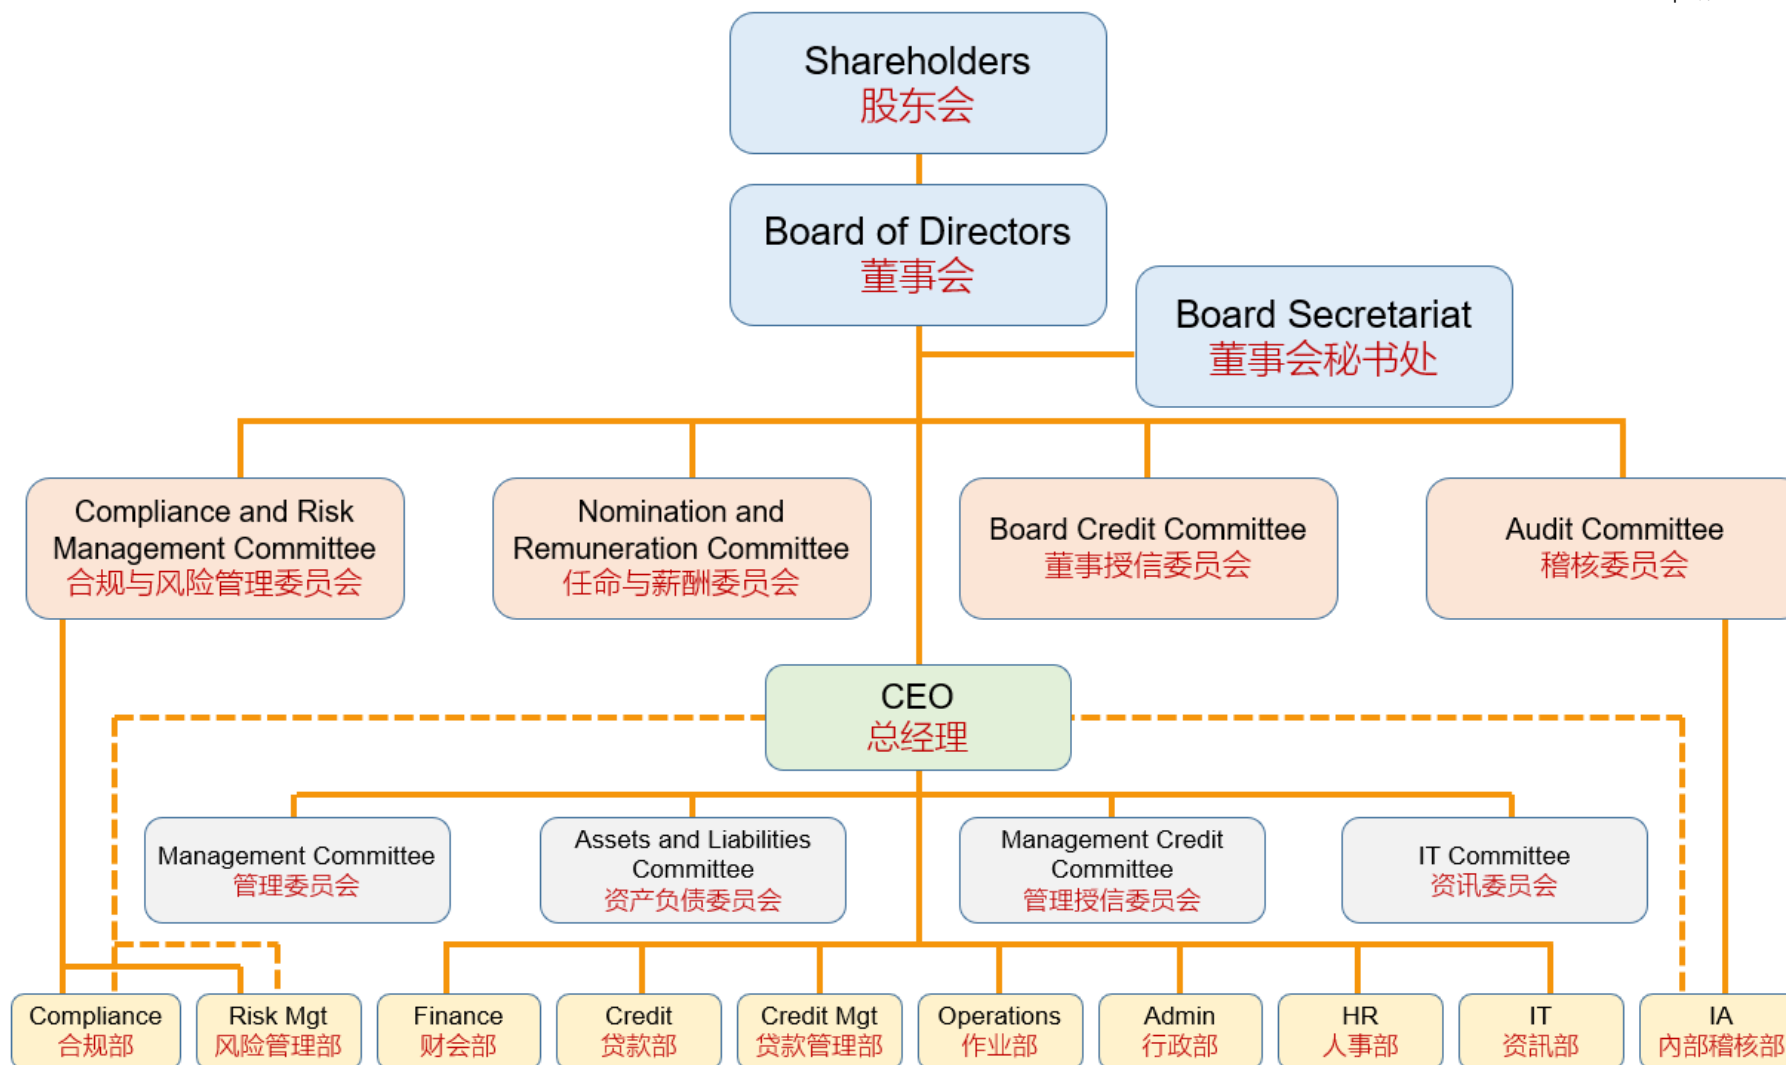 Shareholders
股东会
Board of Directors
董事会
Board Secretariat
董事会秘书处
Compliance and Risk
Management Committee
合规与风险管理委员会
Nomination and
Remuneration Committee
任命与薪酬委员会
Board Credit Committee
董事授信委员会
Audit Committee
稽核委员会
CEO
总经理
Management Committee
管理委员会
Assets and Liabilities
Committee
资产负债委员会
Management Credit
Committee
管理授信委员会
IT Committee
资讯委员会
Compliance
合规部
Risk Mgt
风险管理部
Finance
财会部
Credit
贷款部
Credit Mgt
贷款管理部
Operations
作业部
Admin
行政部
HR
人事部
IT
资訊部
IA
內部稽核部